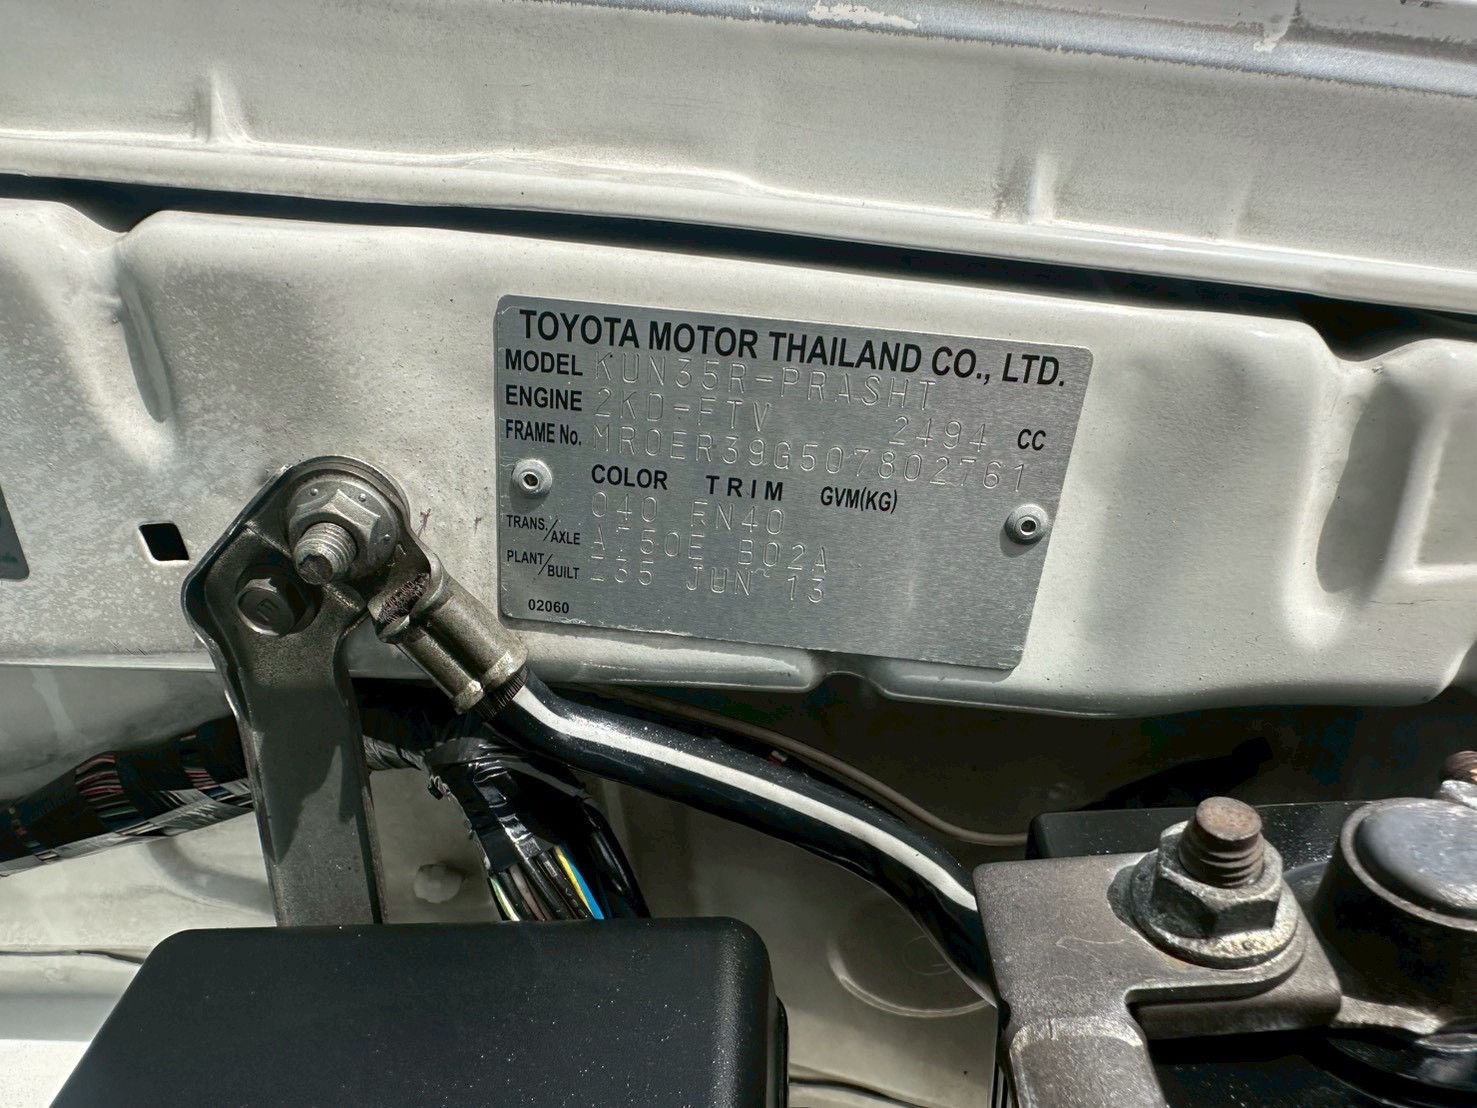 TOYOTA MOTOR THAILAND CO., LTD.
MODEL KUN35R-PRASHT
ENGINE 2KD-FTV 2494 CC
FRAME No. MR0ER39G507802761
COLOR TRIM GVM(KG)
040 FN40
TRANS./AXLE A750E B02A
PLANT/BUILT 235 JUN 13
02060